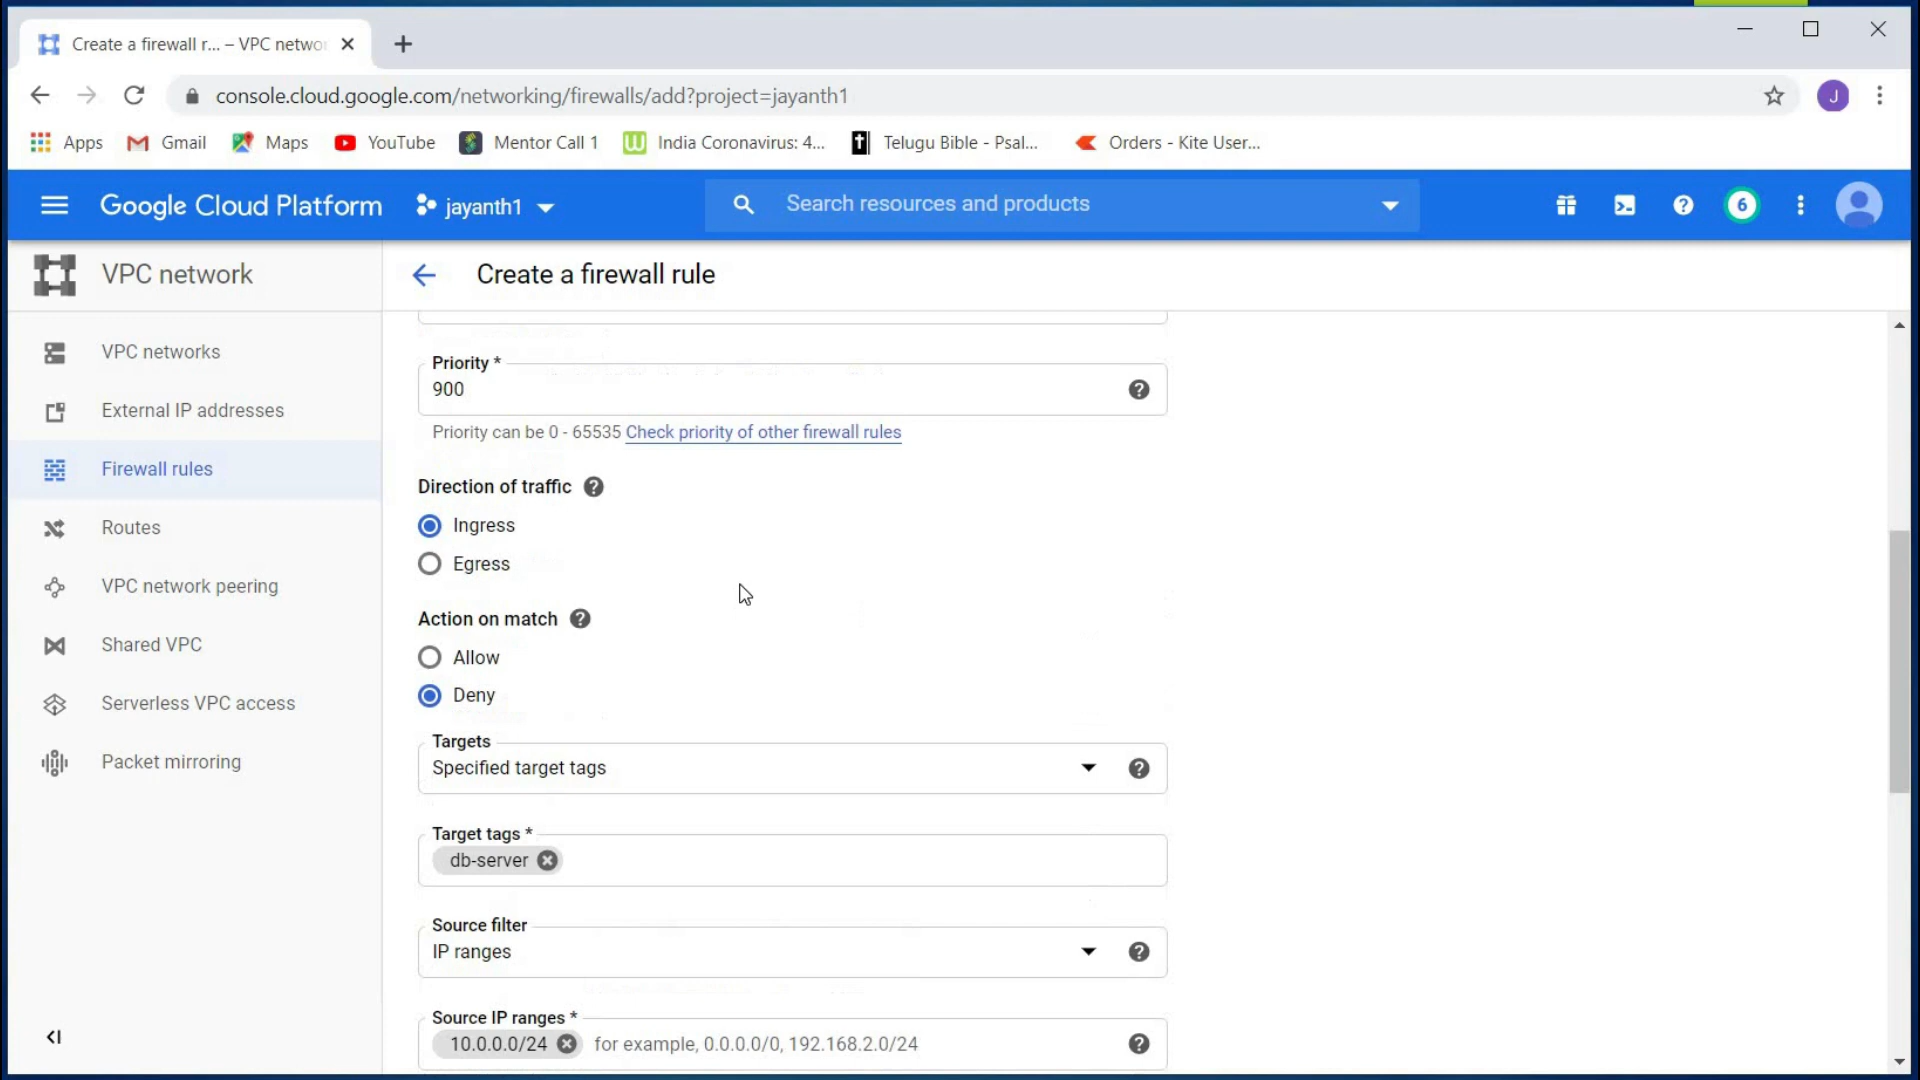 Create a firewall r... – VPC netwo
console.cloud.google.com/networking/firewalls/add?project=jayanth1
J
Apps
Gmail
Maps
YouTube
Mentor Call 1
India Coronavirus: 4...
Telugu Bible - Psal...
Orders - Kite User...
Google Cloud Platform
jayanth1
Search resources and products
6
VPC network
Create a firewall rule
VPC networks
External IP addresses
Firewall rules
Routes
VPC network peering
Shared VPC
Serverless VPC access
Packet mirroring
Priority *
900
Priority can be 0 - 65535 Check priority of other firewall rules
Direction of traffic
Ingress
Egress
Action on match
Allow
Deny
Targets
Specified target tags
Target tags *
db-server
Source filter
IP ranges
Source IP ranges *
10.0.0.0/24 for example, 0.0.0.0/0, 192.168.2.0/24